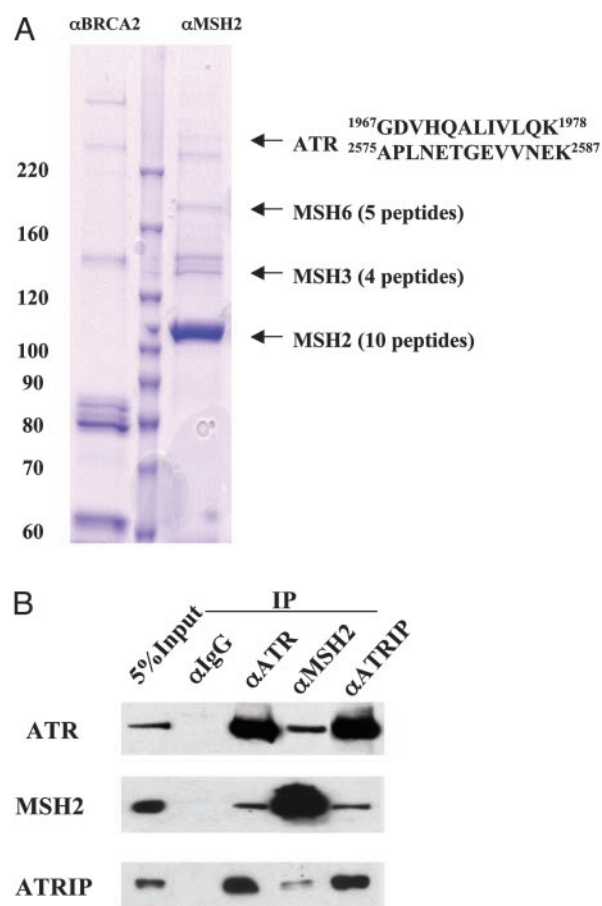 A
αBRCA2 αMSH2
220
160
120
100
90
80
70
60
ATR
1967GDVHQALIVLQK1978
2575APLNETGEVVNEK2587
MSH6 (5 peptides)
MSH3 (4 peptides)
MSH2 (10 peptides)
B
IP
5%Input αIgG αATR αMSH2 αATRIP
ATR
MSH2
ATRIP